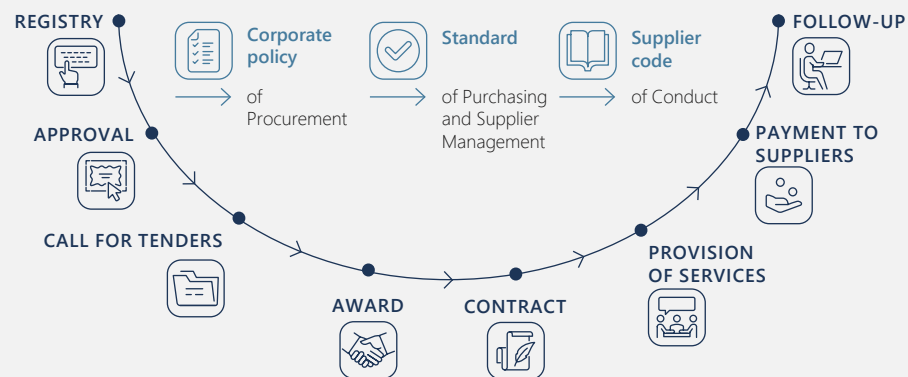 REGISTRY
Corporate
policy
of
Procurement
Standard
of Purchasing
and Supplier
Management
Supplier
code
of Conduct
FOLLOW-UP
APPROVAL
PAYMENT TO
SUPPLIERS
CALL FOR TENDERS
PROVISION
OF SERVICES
AWARD
CONTRACT